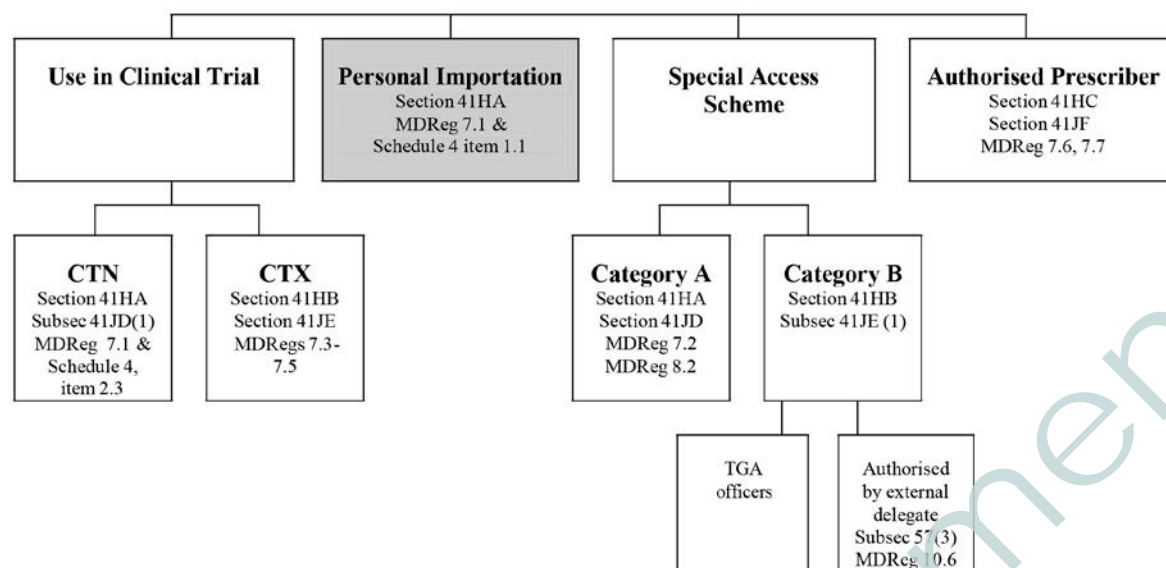 Use in Clinical Trial
Personal Importation
Section 41HA
MDReg 7.1 &
Schedule 4 item 1.1
Special Access
Scheme
Authorised Prescriber
Section 41HC
Section 41JF
MDReg 7.6, 7.7
CTN
Section 41HA
Subsec 41JD(1)
MDReg 7.1 &
Schedule 4,
item 2.3
CTX
Section 41HB
Section 41JE
MDRegs 7.3-
7.5
Category A
Section 41HA
Section 41JD
MDReg 7.2
MDReg 8.2
Category B
Section 41HB
Subsec 41JE (1)
TGA
officers
Authorised
by external
delegate
Subsec 57(3)
MDReg 10.6
men